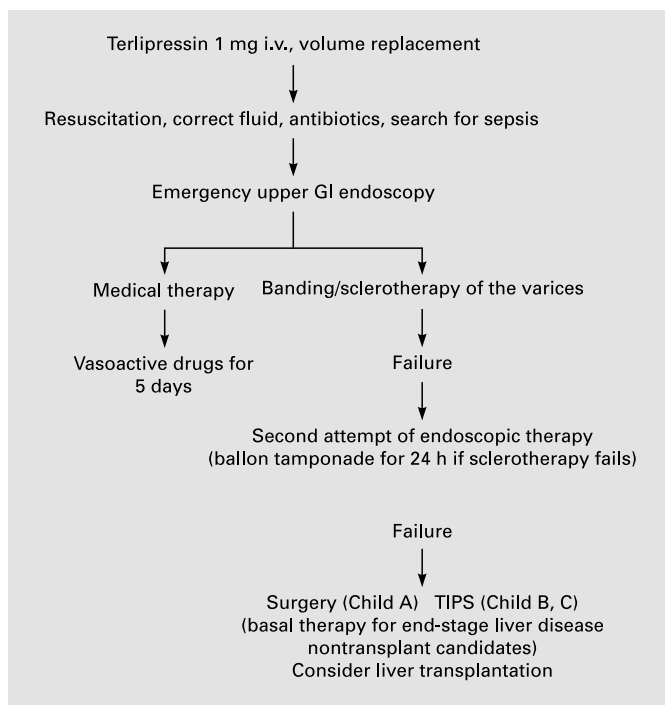 Terlipressin 1 mg i.v., volume replacement
Resuscitation, correct fluid, antibiotics, search for sepsis
Emergency upper GI endoscopy
Medical therapy
Banding/sclerotherapy of the varices
Vasoactive drugs for
5 days
Failure
Second attempt of endoscopic therapy
(ballon tamponade for 24 h if sclerotherapy fails)
Failure
Surgery (Child A) TIPS (Child B, C)
(basal therapy for end-stage liver disease
nontransplant candidates)
Consider liver transplantation